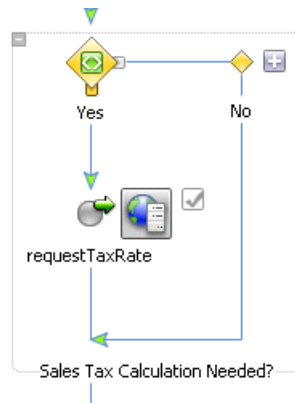 Yes
No
requestTaxRate
Sales Tax Calculation Needed?